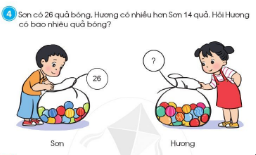 4 Sơn có 26 quả bóng, Hương có nhiều hơn Sơn 14 quả. Hỏi Hương
có bao nhiêu quả bóng?
26
?
Sơn
Hương